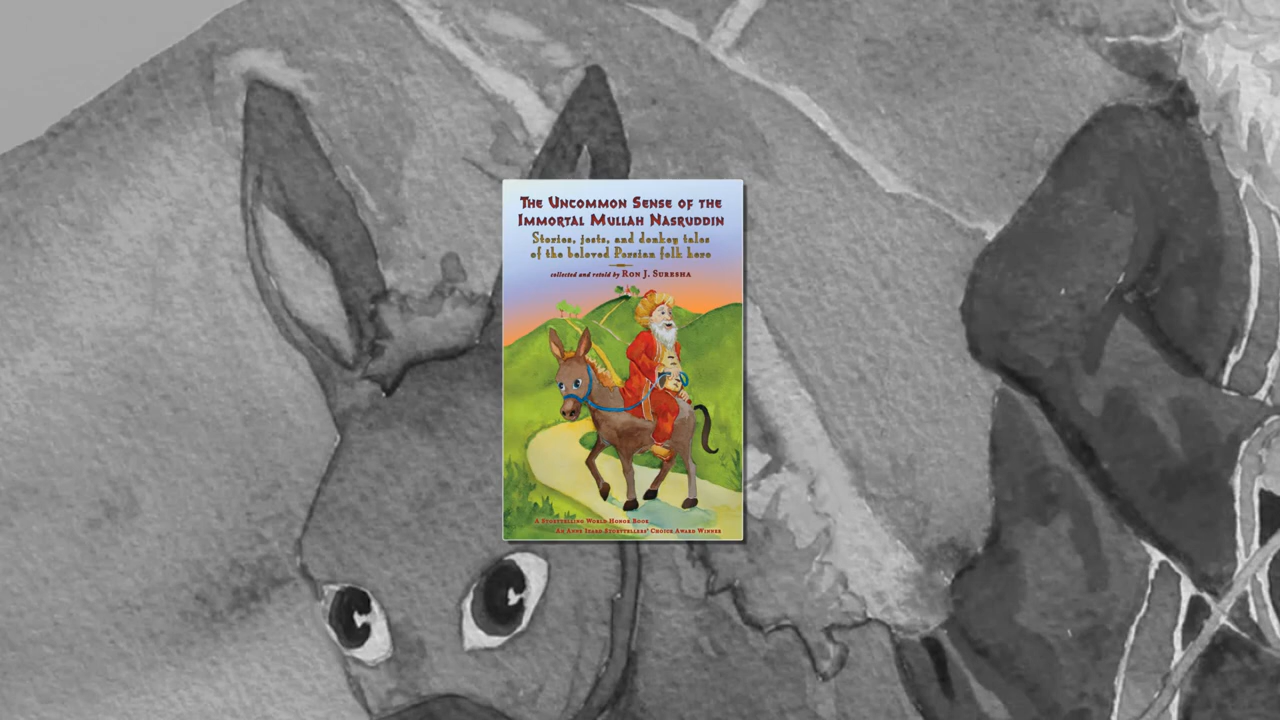 The Uncommon Sense of the
Immortal Mullah Nasruddin
Stories, jests, and donkey tales
of the beloved Persian folk hero
collected and retold by Ron J. Suresha
A Storytelling World Honor Book
An Anne Izard Storytellers' Choice Award Winner